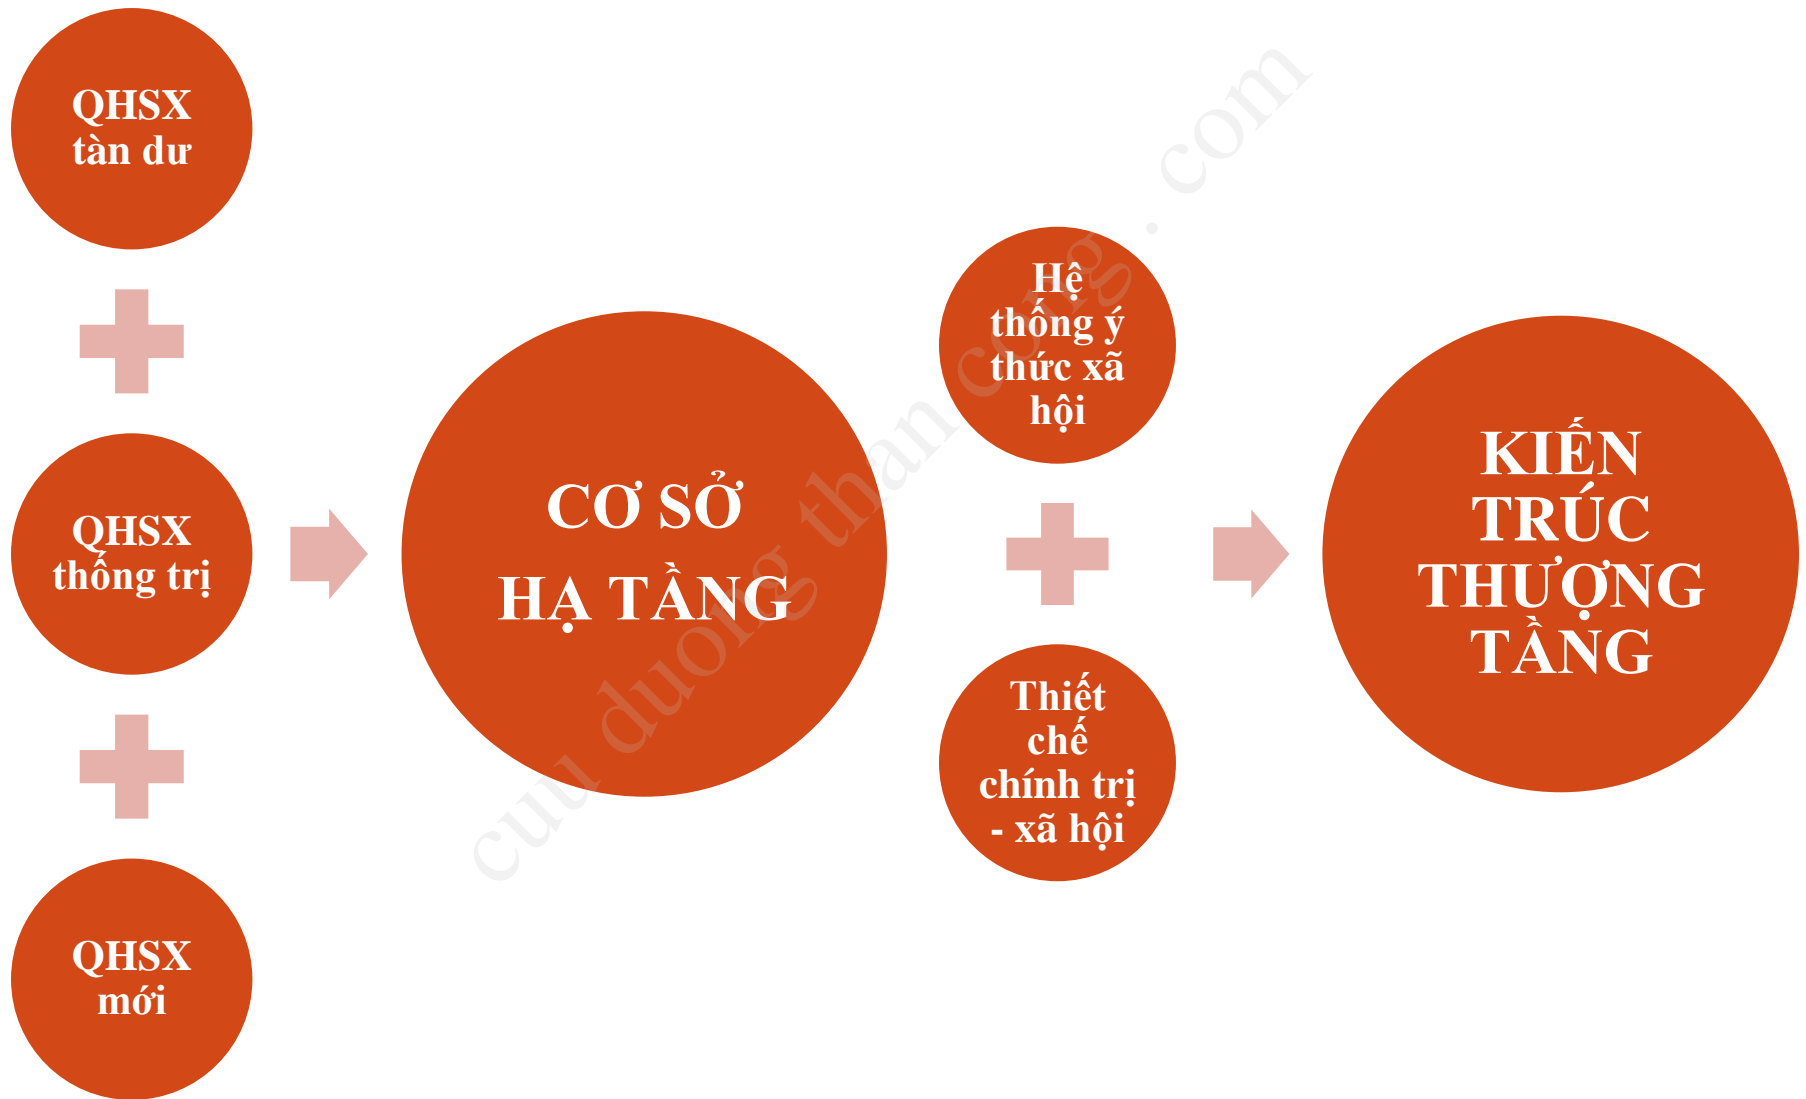 QHSX
tàn dư
QHSX
thống trị
QHSX
mới
CƠ SỞ
HẠ TẦNG
Hệ
thống ý
thức xã
hội
Thiết
chế
chính trị
- xã hội
KIẾN
TRÚC
THƯỢNG
TẦNG
cuu duong than cong . com